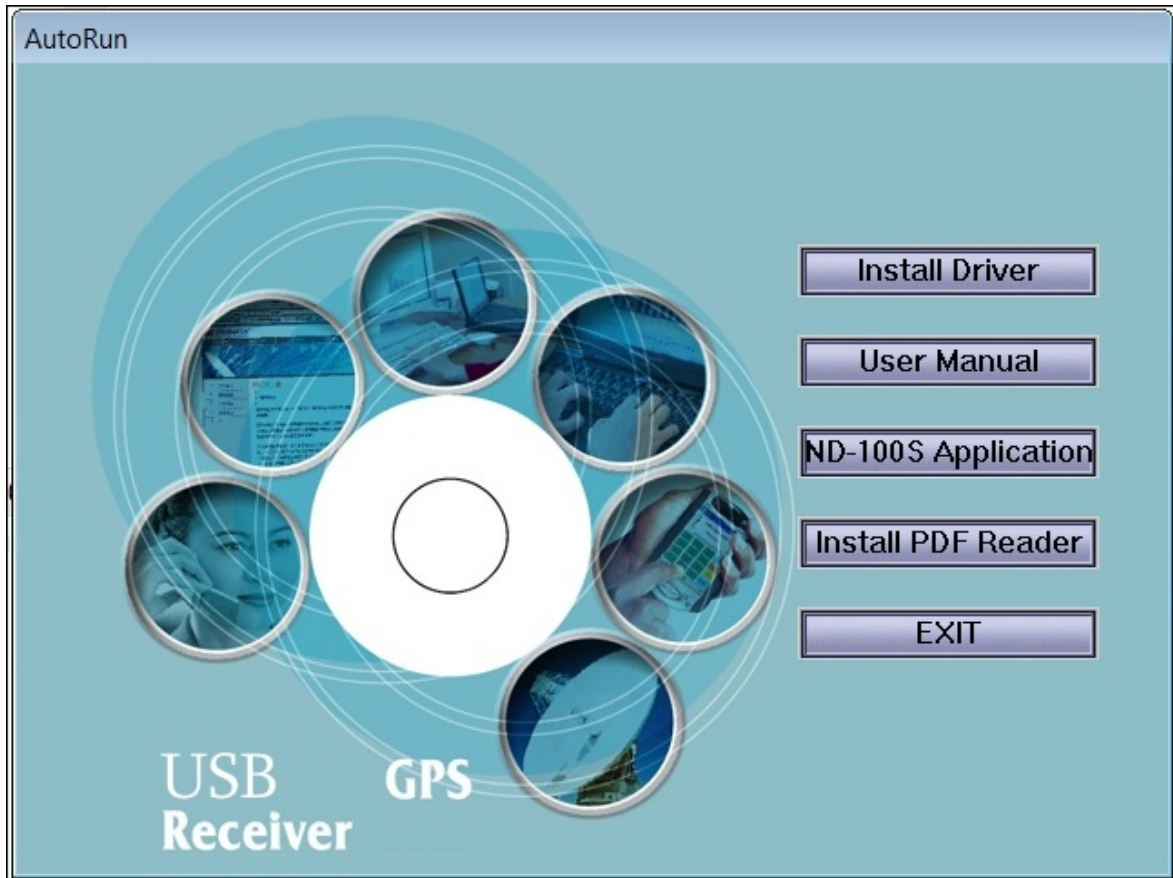 AutoRun
Install Driver
User Manual
ND-100S Application
Install PDF Reader
EXIT
USB GPS
Receiver